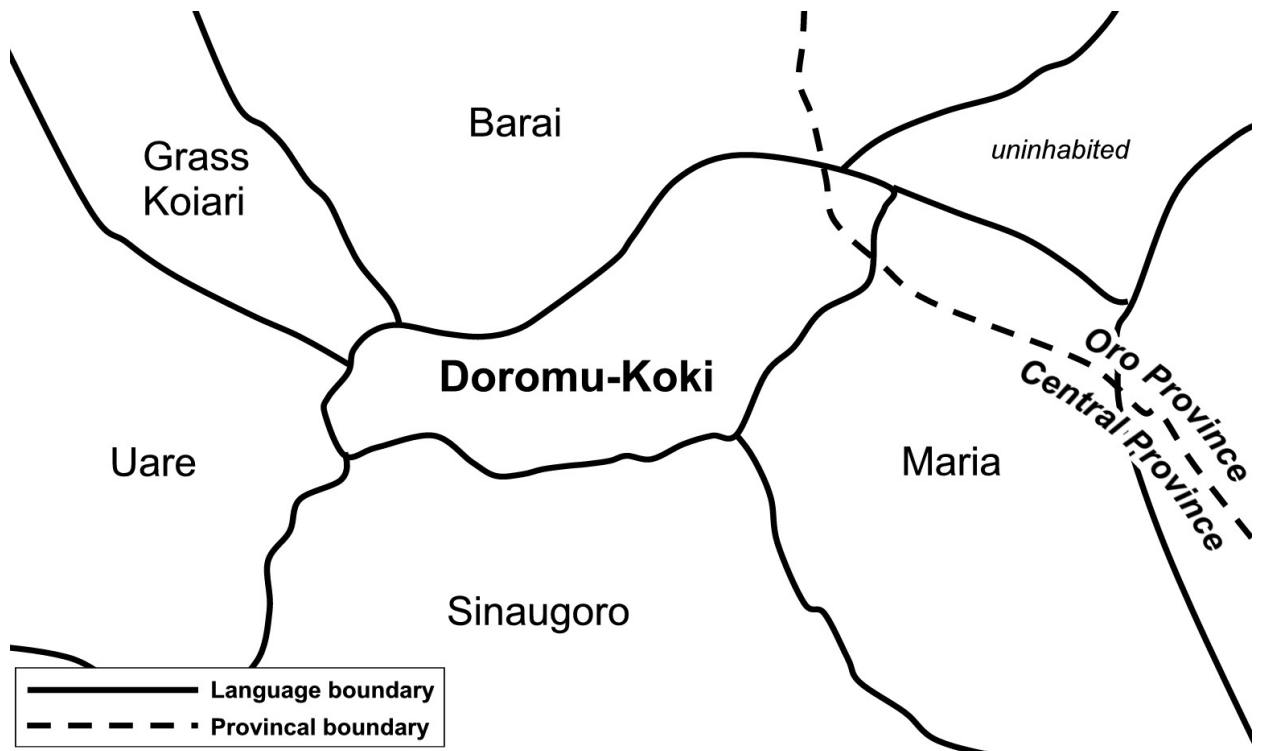 Barai
Grass
Koiari
uninhabited
Doromu-Koki
Oro Province
Central Province
Uare
Maria
Sinaugoro
Language boundary
Provincal boundary